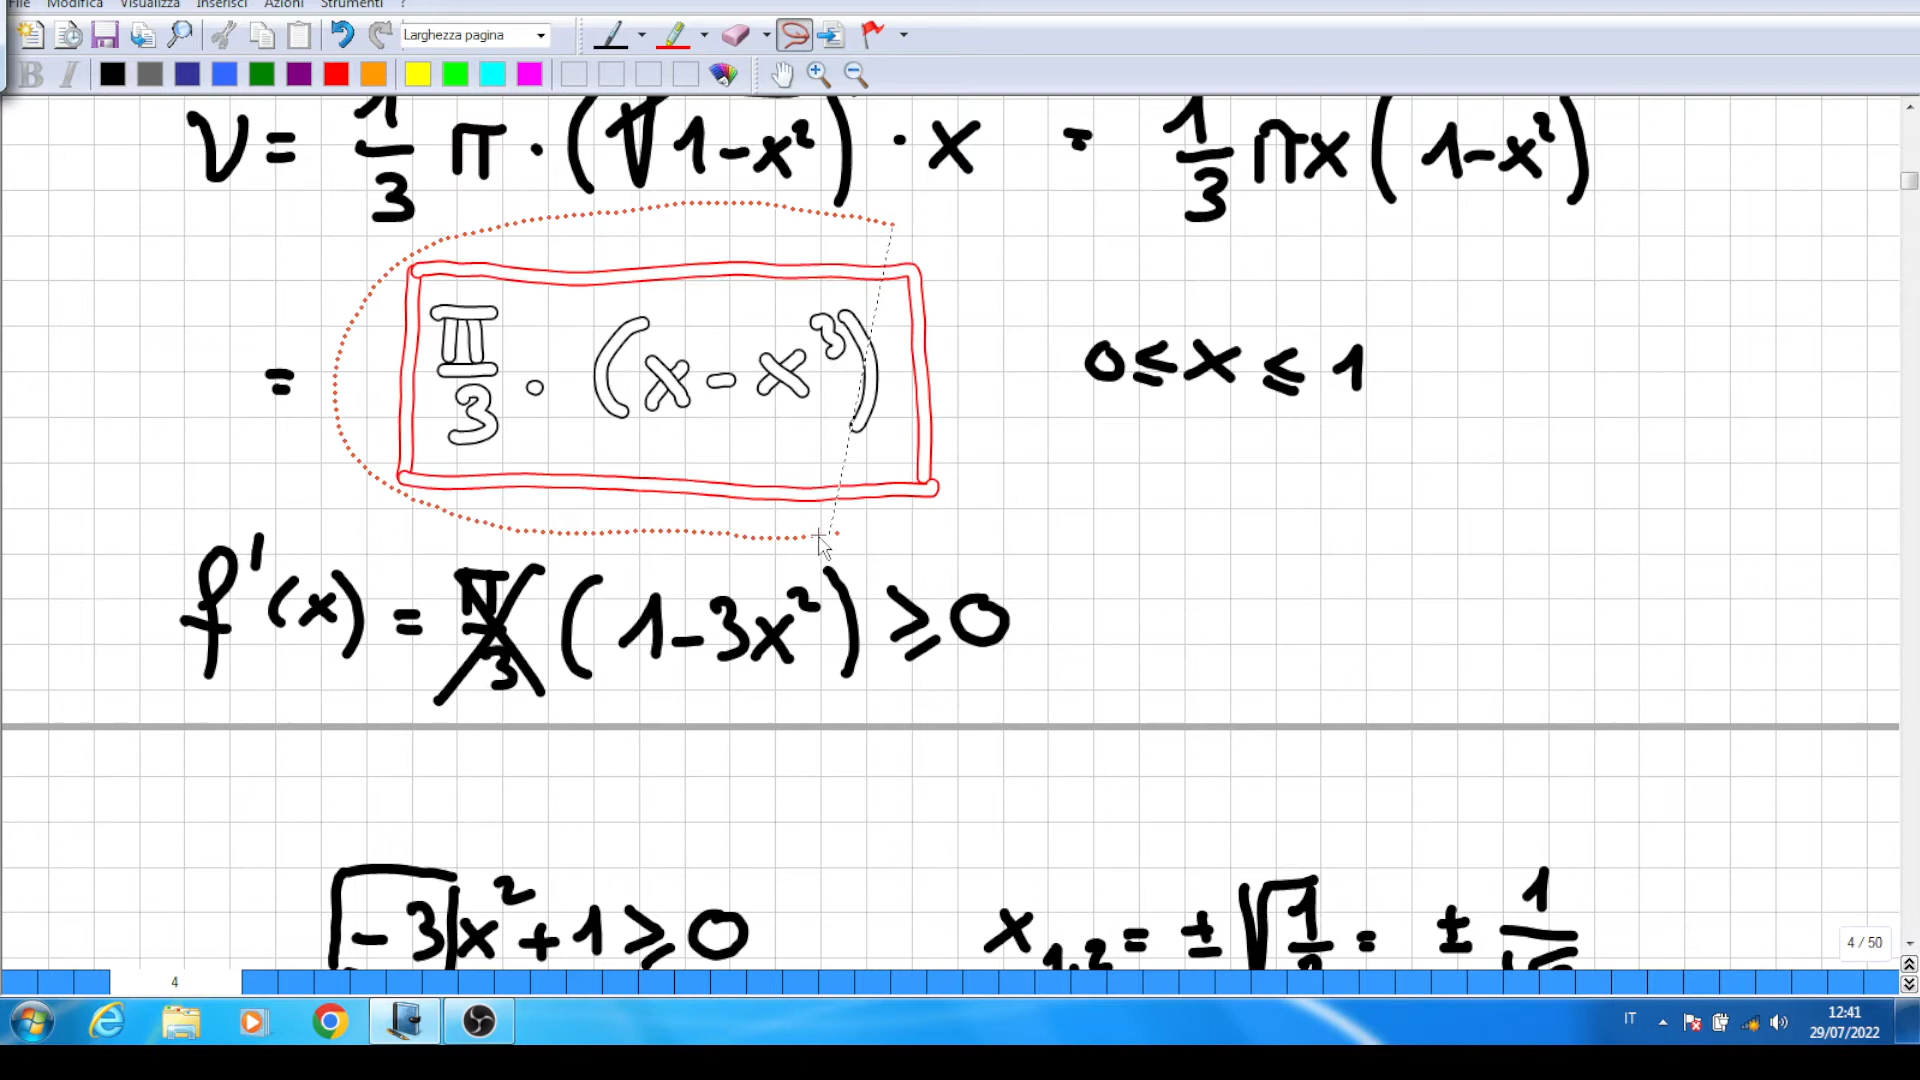 File Modifica Visualizza Inserisci Azioni Strumenti ?
Larghezza pagina
B I
V = 1/3 π · (√1-x²) · x = 1/3 πx (1-x²)
= π/3 · (x - x³) 0 ≤ x ≤ 1
f'(x) = π/3 (1-3x²) ≥ 0
-3x² + 1 ≥ 0 x1,2 = ± √1/3 = ± 1
4 / 50
4
IT
12:41
29/07/2022